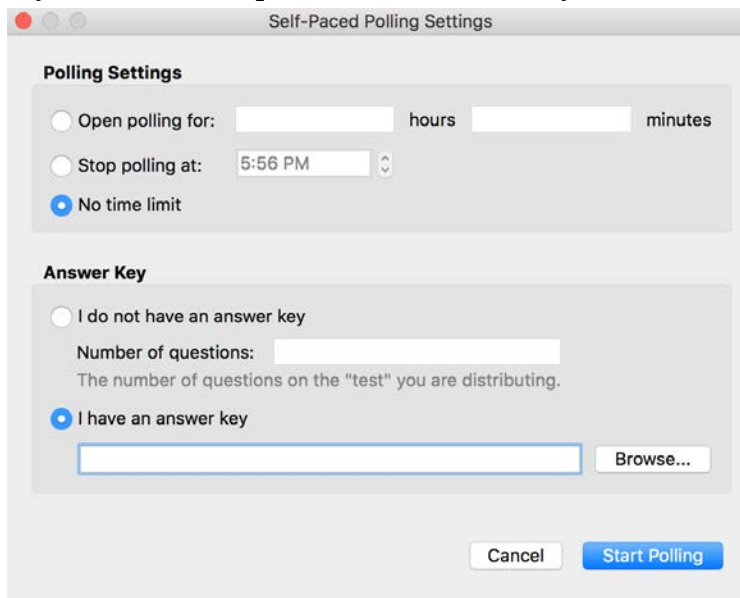 Self-Paced Polling Settings
Polling Settings
Open polling for: hours minutes
Stop polling at: 5:56 PM
No time limit
Answer Key
I do not have an answer key
Number of questions:
The number of questions on the "test" you are distributing.
I have an answer key
Browse...
Cancel Start Polling